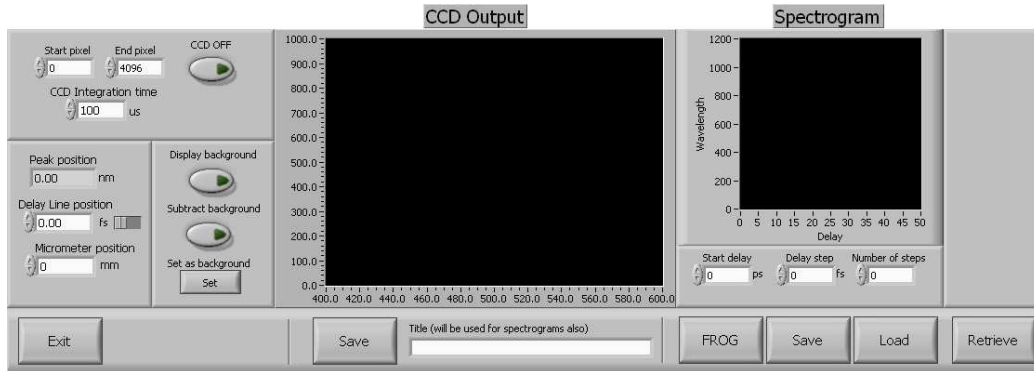 CCD Output
Spectrogram
Start pixel
End pixel
CCD OFF
0
4096
CCD Integration time
100
us
Peak position
0.00
nm
Delay Line position
0.00
fs
Micrometer position
0
mm
Display background
Subtract background
Set as background
Set
1000.0
900.0
800.0
700.0
600.0
500.0
400.0
300.0
200.0
100.0
0.0
400.0 420.0 440.0 460.0 480.0 500.0 520.0 540.0 560.0 580.0 600.0
Wavelength
1200
1000
800
600
400
200
0
0 5 10 15 20 25 30 35 40 45 50
Delay
Start delay
Delay step
Number of steps
0
ps
0
fs
0
Exit
Save
Title (will be used for spectrograms also)
FROG
Save
Load
Retrieve